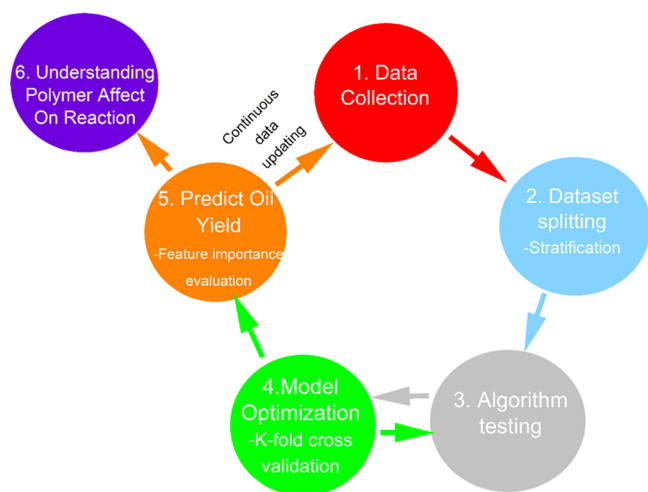 1. Data
Collection
2. Dataset
splitting
-Stratification
3. Algorithm
testing
4.Model
Optimization
-K-fold cross
validation
5. Predict Oil
Yield
-Feature importance
evaluation
Continuous
data
updating
6. Understanding
Polymer Affect
On Reaction